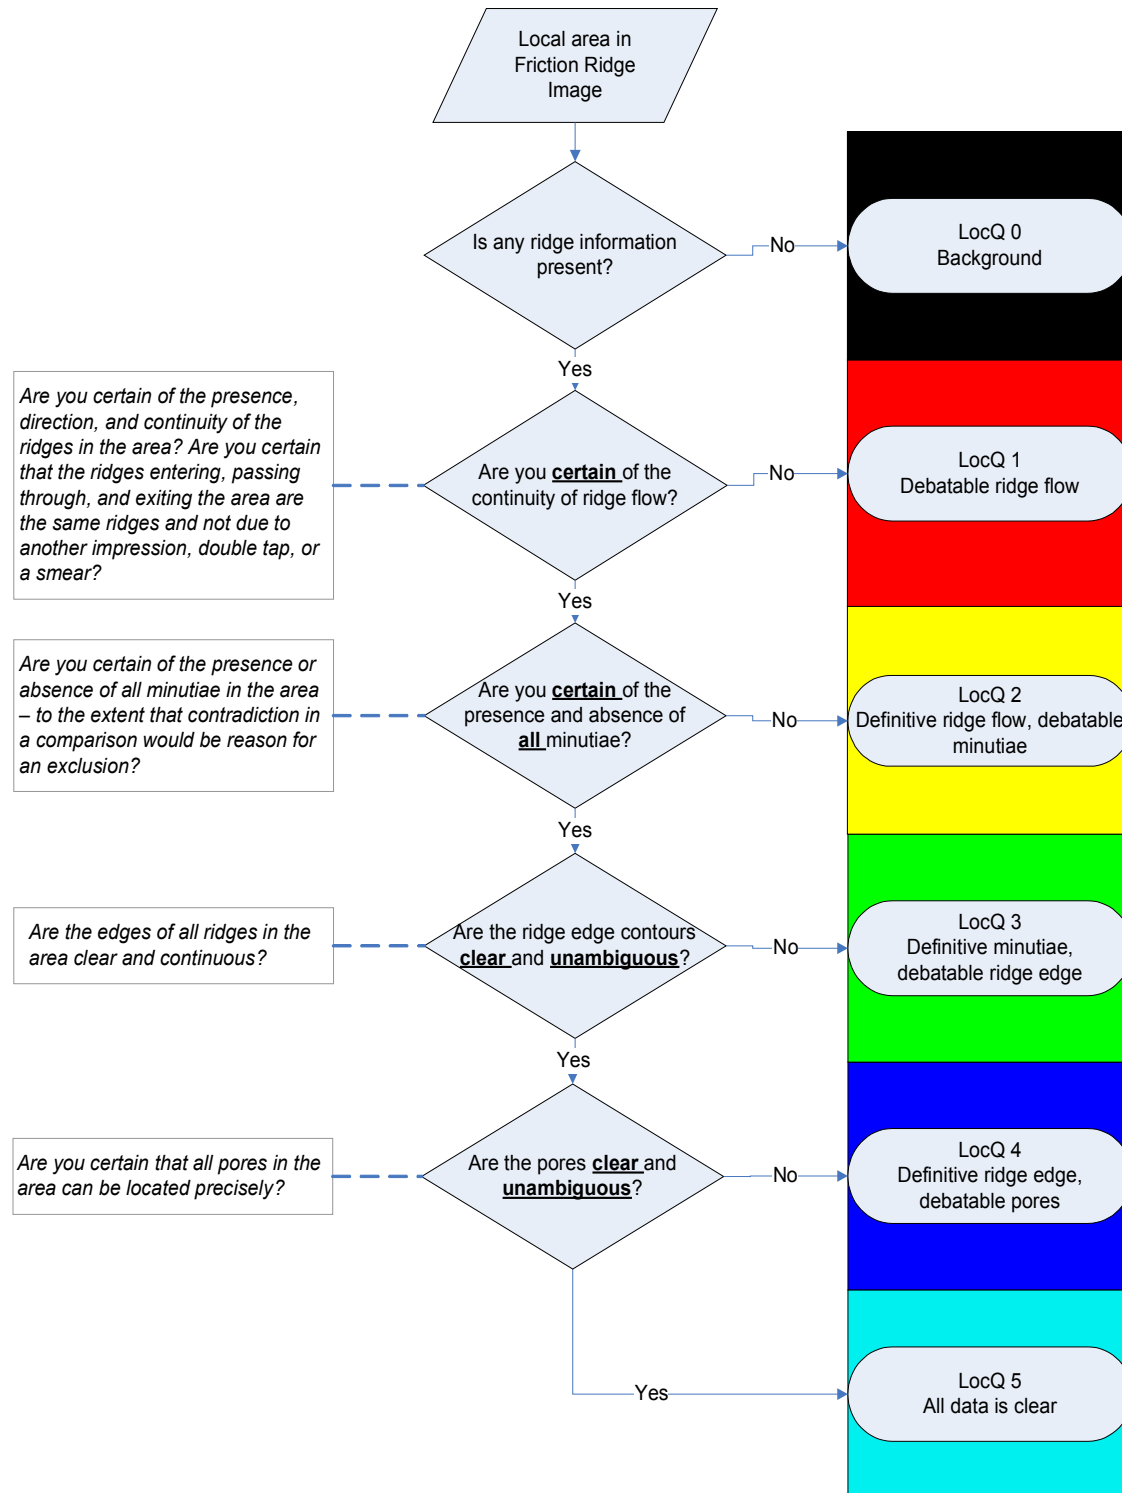 Local area in
Friction Ridge
Image
Is any ridge information
present?
No
LocQ 0
Background
Yes
Are you certain of the presence,
direction, and continuity of the
ridges in the area? Are you certain
that the ridges entering, passing
through, and exiting the area are
the same ridges and not due to
another impression, double tap, or
a smear?
Are you certain of the
continuity of ridge flow?
No
LocQ 1
Debatable ridge flow
Yes
Are you certain of the presence or
absence of all minutiae in the area
– to the extent that contradiction in
a comparison would be reason for
an exclusion?
Are you certain of the
presence and absence of
all minutiae?
No
LocQ 2
Definitive ridge flow, debatable
minutiae
Yes
Are the edges of all ridges in the
area clear and continuous?
Are the ridge edge contours
clear and unambiguous?
No
LocQ 3
Definitive minutiae,
debatable ridge edge
Yes
Are you certain that all pores in the
area can be located precisely?
Are the pores clear and
unambiguous?
No
LocQ 4
Definitive ridge edge,
debatable pores
Yes
LocQ 5
All data is clear